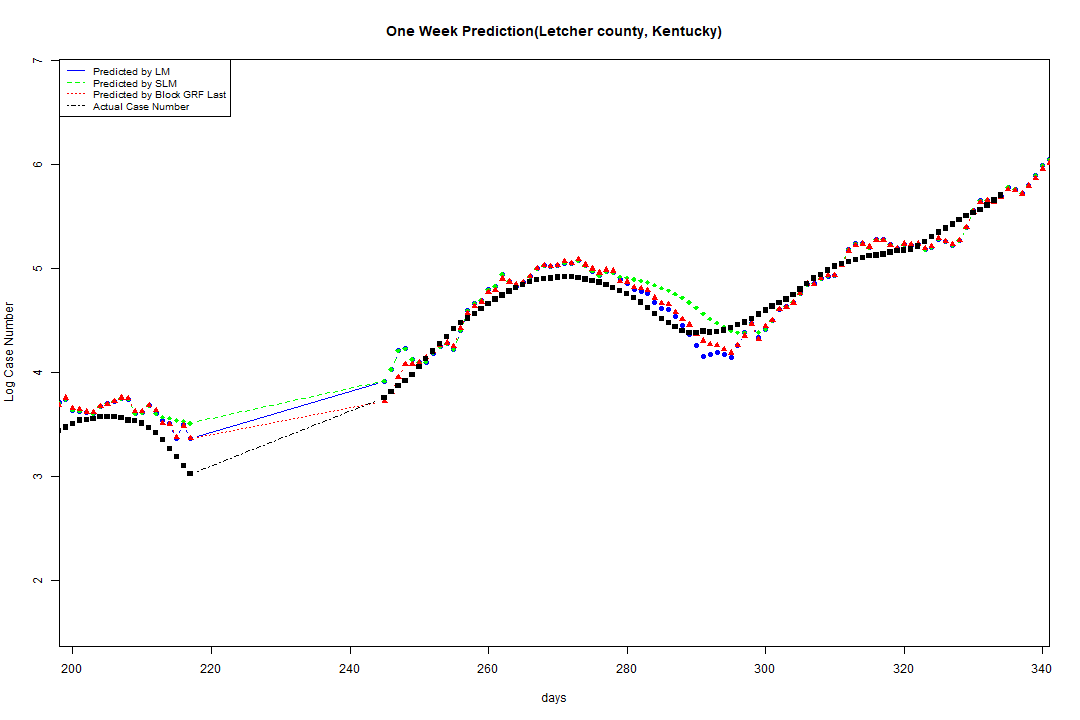 One Week Prediction(Letcher county, Kentucky)
Predicted by LM
Predicted by SLM
Predicted by Block GRF Last
Actual Case Number
7
6
5
4
3
2
Log Case Number
200 220 240 260 280 300 320 340
days